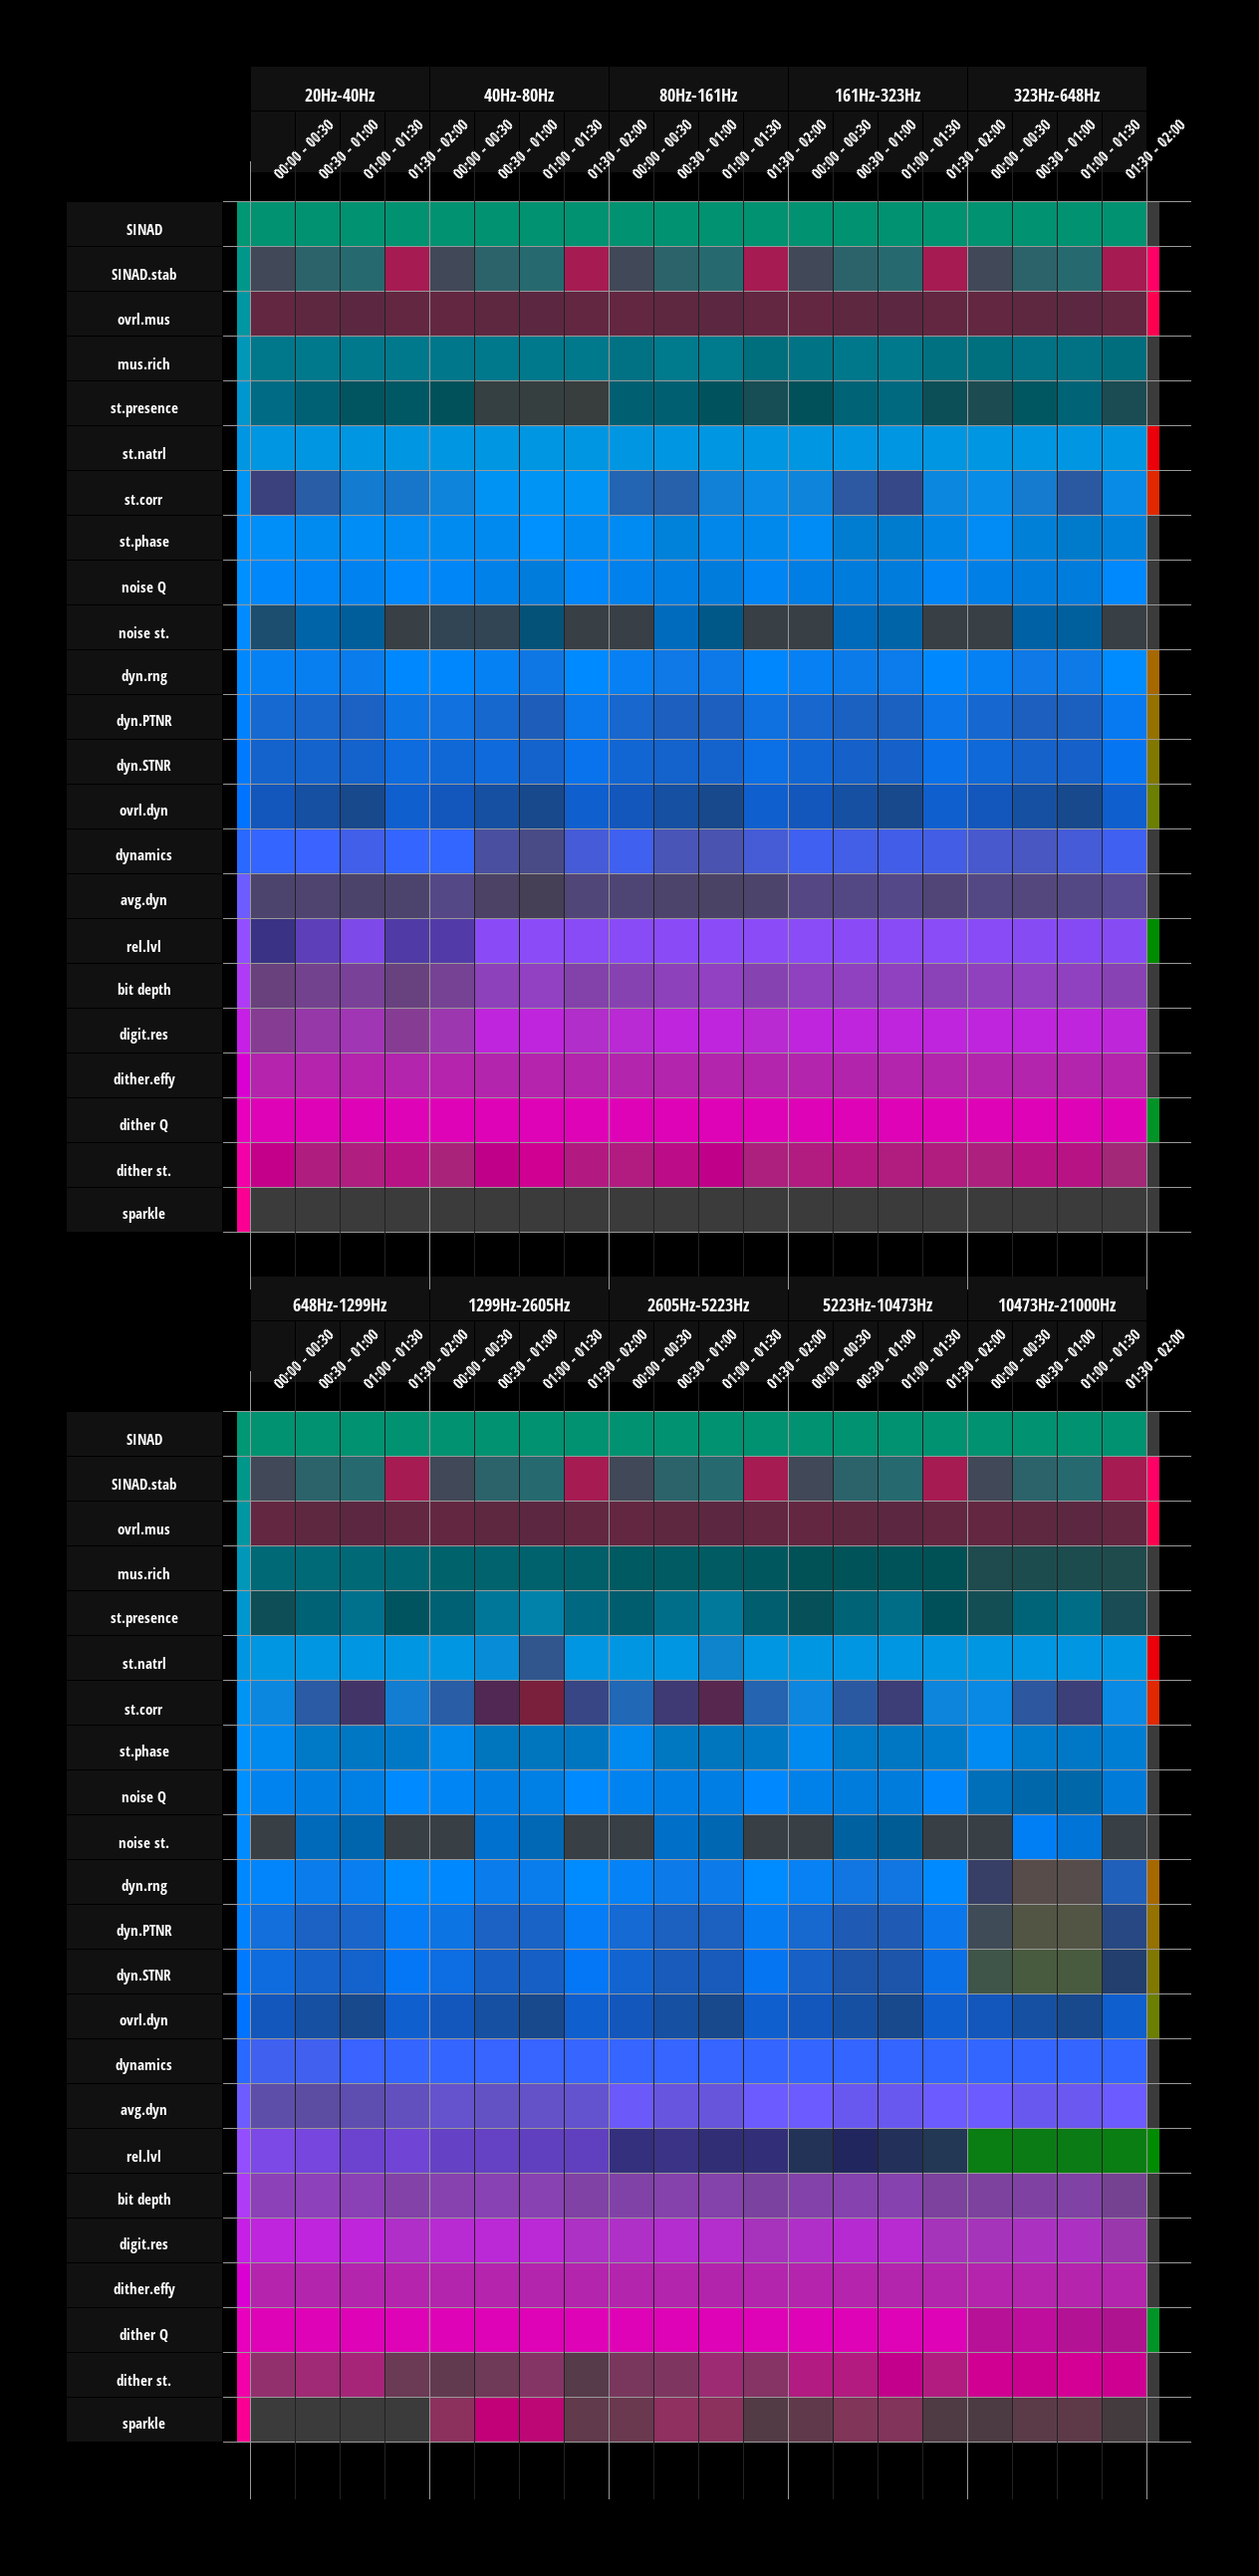 20Hz-40Hz 40Hz-80Hz 80Hz-161Hz 161Hz-323Hz 323Hz-648Hz
00:00 - 00:30 00:30 - 01:00 01:00 - 01:30 01:30 - 02:00 00:00 - 00:30 00:30 - 01:00 01:00 - 01:30 01:30 - 02:00 00:00 - 00:30 00:30 - 01:00 01:00 - 01:30 01:30 - 02:00 00:00 - 00:30 00:30 - 01:00 01:00 - 01:30 01:30 - 02:00 00:00 - 00:30 00:30 - 01:00 01:00 - 01:30 01:30 - 02:00
SINAD
SINAD.stab
ovrl.mus
mus.rich
st.presence
st.natrl
st.corr
st.phase
noise Q
noise st.
dyn.rng
dyn.PTNR
dyn.STNR
ovrl.dyn
dynamics
avg.dyn
rel.lvl
bit depth
digit.res
dither.effy
dither Q
dither st.
sparkle
648Hz-1299Hz 1299Hz-2605Hz 2605Hz-5223Hz 5223Hz-10473Hz 10473Hz-21000Hz
00:00 - 00:30 00:30 - 01:00 01:00 - 01:30 01:30 - 02:00 00:00 - 00:30 00:30 - 01:00 01:00 - 01:30 01:30 - 02:00 00:00 - 00:30 00:30 - 01:00 01:00 - 01:30 01:30 - 02:00 00:00 - 00:30 00:30 - 01:00 01:00 - 01:30 01:30 - 02:00 00:00 - 00:30 00:30 - 01:00 01:00 - 01:30 01:30 - 02:00
SINAD
SINAD.stab
ovrl.mus
mus.rich
st.presence
st.natrl
st.corr
st.phase
noise Q
noise st.
dyn.rng
dyn.PTNR
dyn.STNR
ovrl.dyn
dynamics
avg.dyn
rel.lvl
bit depth
digit.res
dither.effy
dither Q
dither st.
sparkle